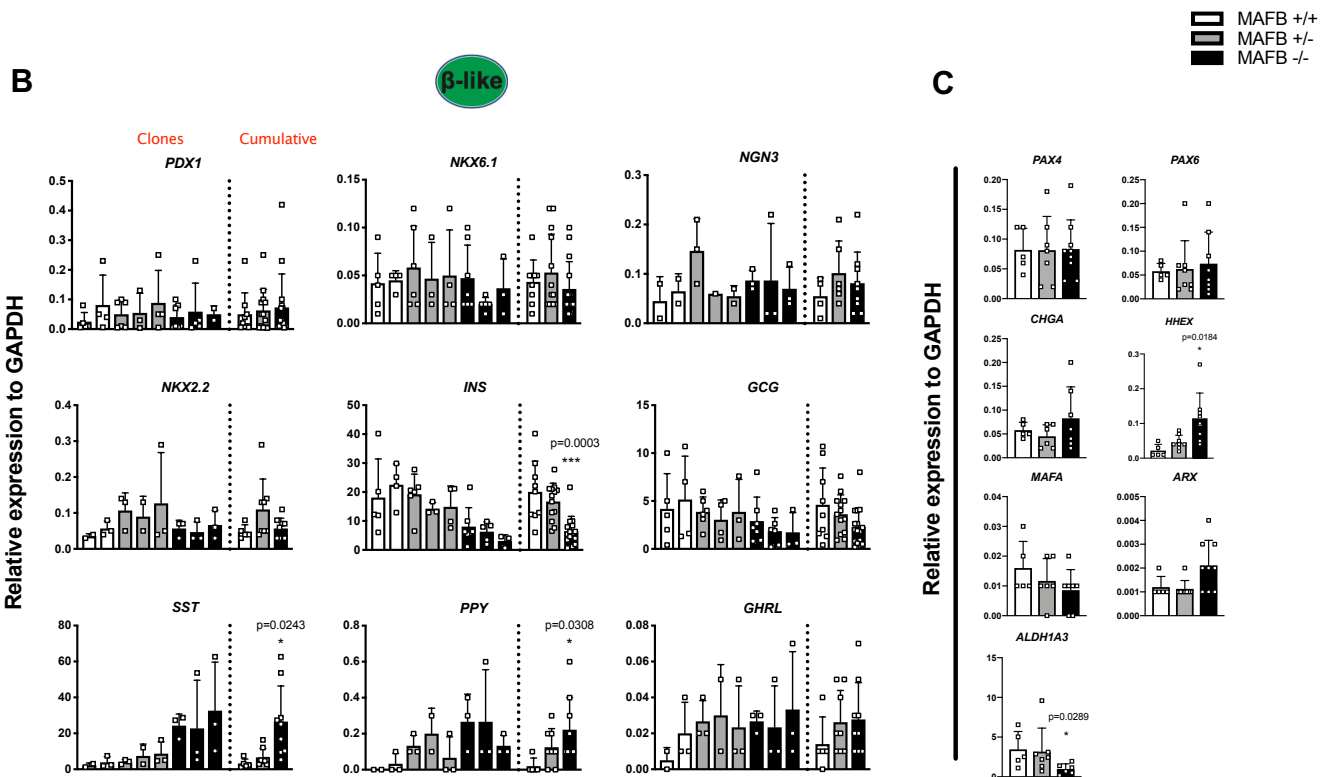 MAFB +/+
MAFB +/-
MAFB -/-
B
β-like
C
Clones Cumulative
Relative expression to GAPDH
PDX1
0.5
0.4
0.3
0.2
0.1
0.0
NKX6.1
0.15
0.10
0.05
0.00
NGN3
0.3
0.2
0.1
0.0
NKX2.2
0.4
0.3
0.2
0.1
0.0
INS
50
40
30
20
10
0
p=0.0003
***
GCG
15
10
5
0
SST
80
60
40
20
0
p=0.0243
*
PPY
0.8
0.6
0.4
0.2
0.0
p=0.0308
*
GHRL
0.08
0.06
0.04
0.02
0.00
Relative expression to GAPDH
PAX4
0.20
0.15
0.10
0.05
0.00
PAX6
0.25
0.20
0.15
0.10
0.05
0.00
CHGA
0.25
0.20
0.15
0.10
0.05
0.00
HHEX
p=0.0184
*
0.3
0.2
0.1
0.0
MAFA
0.04
0.03
0.02
0.01
0.00
ARX
0.005
0.004
0.003
0.002
0.001
0.000
ALDH1A3
15
10
5
0
p=0.0289
*